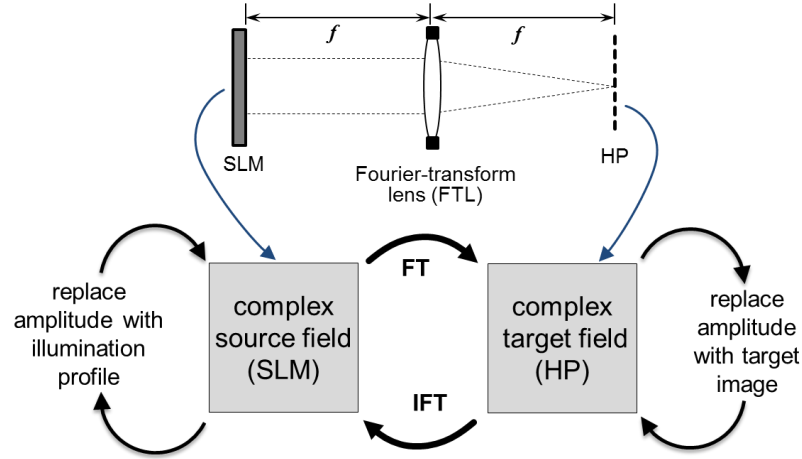 f
f
SLM
Fourier-transform
lens (FTL)
HP
FT
replace
amplitude with
illumination
profile
complex
source field
(SLM)
complex
target field
(HP)
replace
amplitude
with target
image
IFT